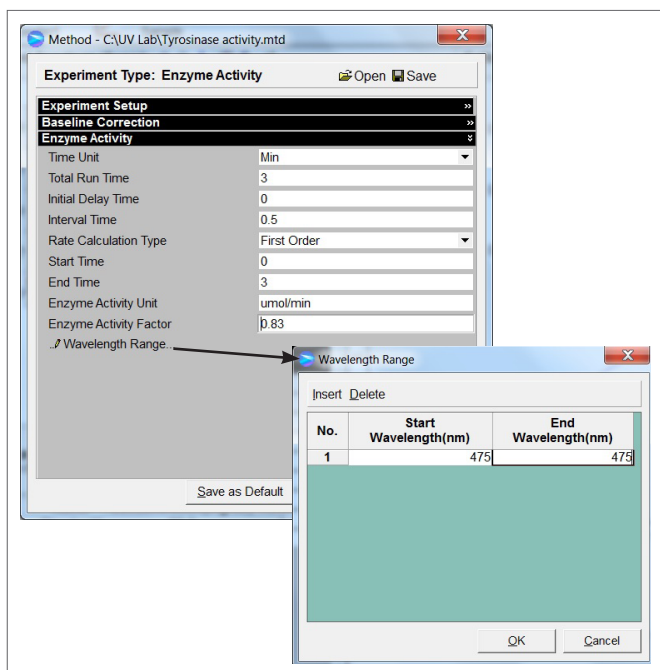 Method - C:\UV Lab\Tyrosinase activity.mtd
X
Experiment Type: Enzyme Activity Open Save
Experiment Setup »
Baseline Correction »
Enzyme Activity
Time Unit Min
Total Run Time 3
Initial Delay Time 0
Interval Time 0.5
Rate Calculation Type First Order
Start Time 0
End Time 3
Enzyme Activity Unit umol/min
Enzyme Activity Factor 0.83
..Wavelength Range..
Save as Default
Wavelength Range
X
Insert Delete
No. Start Wavelength(nm) End Wavelength(nm)
1 475 475
OK Cancel